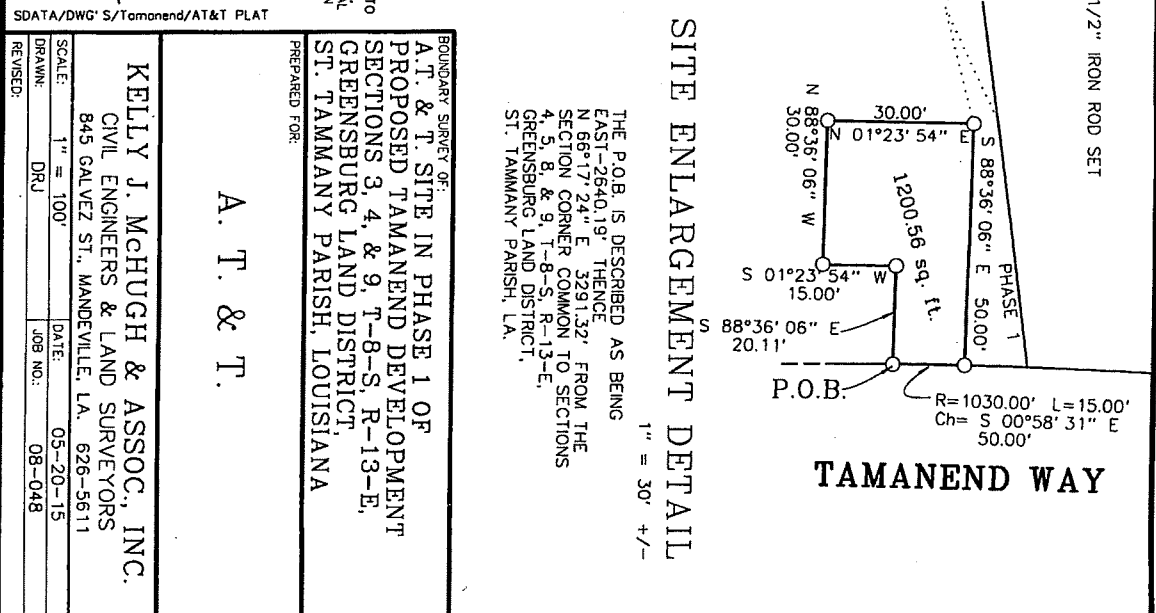 1/2" IRON ROD SET
PHASE 1
S 88°36'06" E 50.00'
30.00'
N 01°23'54" E
N 88°36'06" W
30.00'
1200.56 sq. ft.
S 01°23'54" W
15.00'
S 88°36'06" E
20.11'
P.O.B.
R=1030.00' L=15.00'
Ch= S 00°58'31" E
50.00'
TAMANEND WAY
SITE ENLARGEMENT DETAIL
1" = 30' +/-
THE P.O.B. IS DESCRIBED AS BEING
EAST-2640.19' THENCE
N 66°17'24" E 3291.32' FROM THE
SECTION CORNER COMMON TO SECTIONS
4, 5, 8, & 9, T-8-S, R-13-E,
GREENSBURG LAND DISTRICT,
ST. TAMMANY PARISH, LA.
TO
SDATA/DWG'S/Tamanend/AT&T PLAT
BOUNDARY SURVEY OF:
A.T. & T. SITE IN PHASE 1 OF
PROPOSED TAMANEND DEVELOPMENT
SECTIONS 3, 4, & 9, T-8-S, R-13-E,
GREENSBURG LAND DISTRICT,
ST. TAMMANY PARISH, LOUISIANA
PREPARED FOR:
A. T. & T.
KELLY J. McHUGH & ASSOC., INC.
CIVIL ENGINEERS & LAND SURVEYORS
845 GALVEZ ST., MANDEVILLE, LA. 626-5611
SCALE: 1" = 100' DATE: 05-20-15
DRAWN: DRJ JOB NO.: 08-048
REVISED: